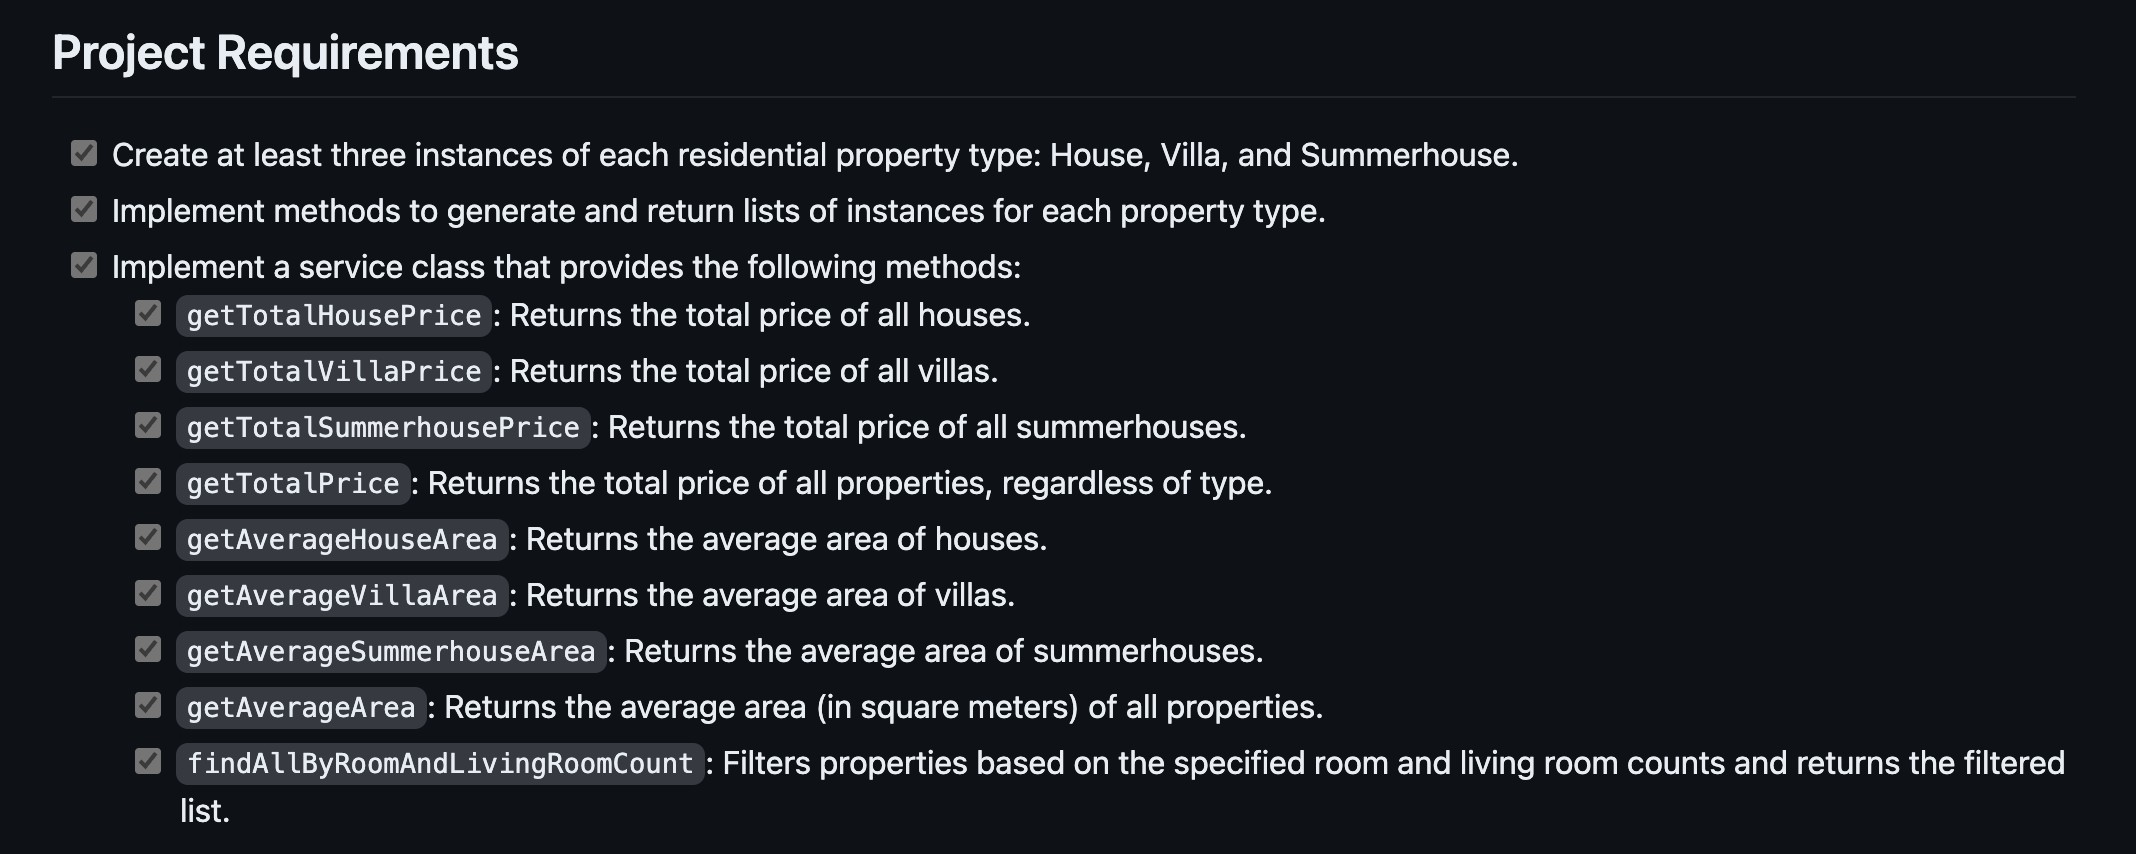 Project Requirements
Create at least three instances of each residential property type: House, Villa, and Summerhouse.
Implement methods to generate and return lists of instances for each property type.
Implement a service class that provides the following methods:
getTotalHousePrice: Returns the total price of all houses.
getTotalVillaPrice: Returns the total price of all villas.
getTotalSummerhousePrice: Returns the total price of all summerhouses.
getTotalPrice: Returns the total price of all properties, regardless of type.
getAverageHouseArea: Returns the average area of houses.
getAverageVillaArea: Returns the average area of villas.
getAverageSummerhouseArea: Returns the average area of summerhouses.
getAverageArea: Returns the average area (in square meters) of all properties.
findAllByRoomAndLivingRoomCount: Filters properties based on the specified room and living room counts and returns the filtered
list.